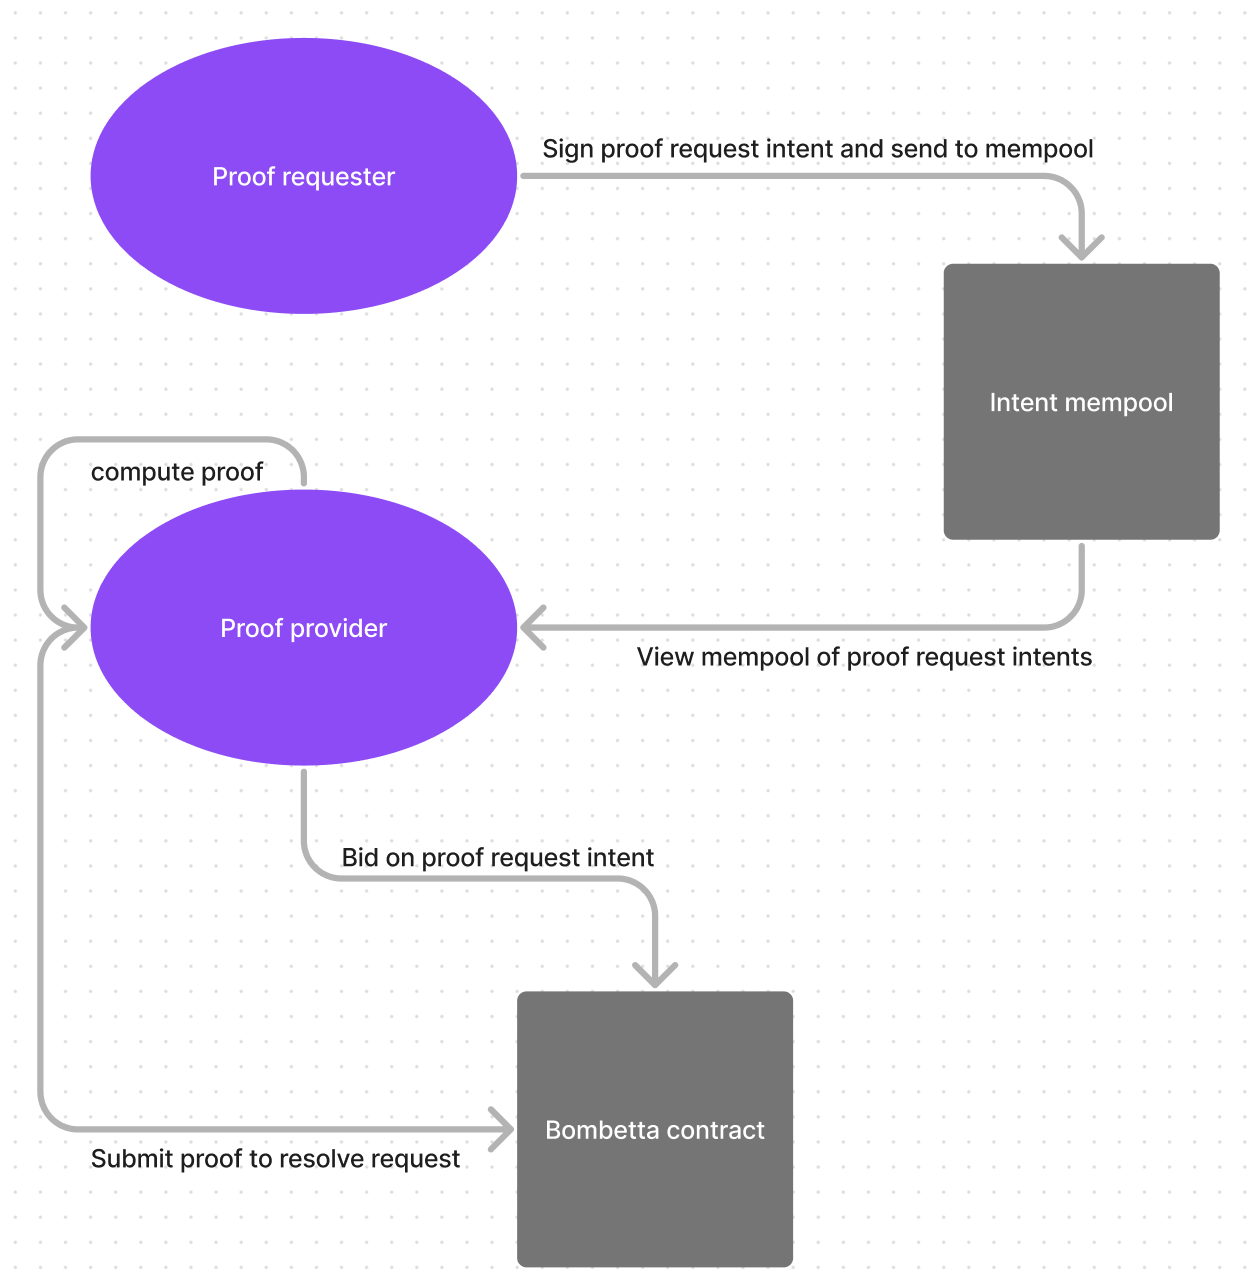 Sign proof request intent and send to mempool
Proof requester
Intent mempool
compute proof
Proof provider
View mempool of proof request intents
Bid on proof request intent
Bombetta contract
Submit proof to resolve request